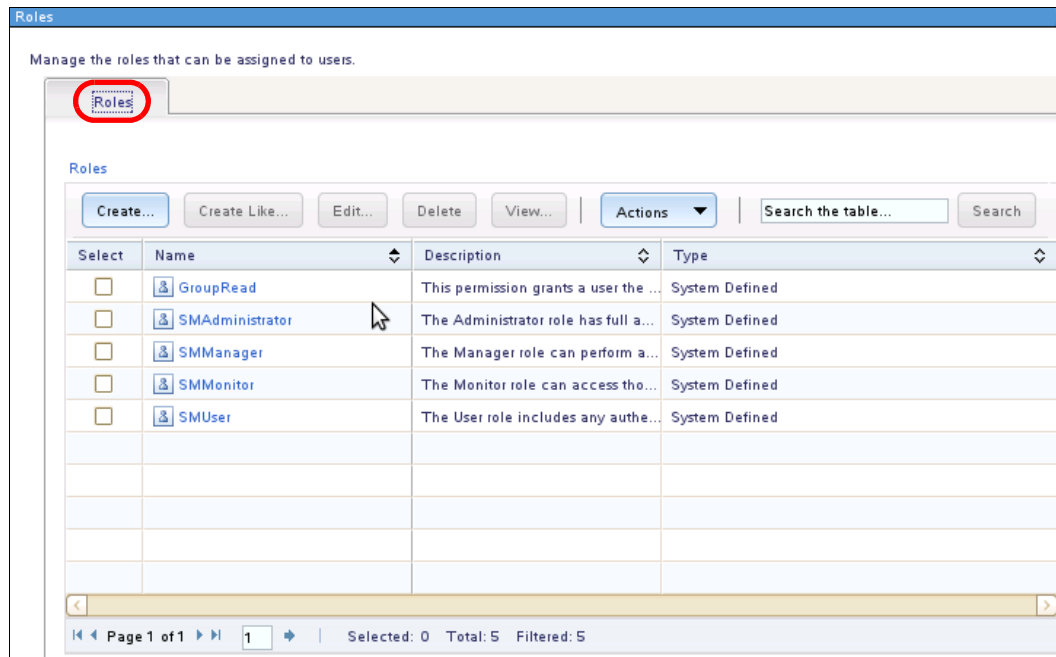 Roles
Manage the roles that can be assigned to users.
Roles
Roles
Create... Create Like... Edit... Delete View... Actions Search the table... Search
Select Name Description Type
GroupRead This permission grants a user the ... System Defined
SMAdministrator The Administrator role has full a... System Defined
SMManager The Manager role can perform a... System Defined
SMMonitor The Monitor role can access tho... System Defined
SMUser The User role includes any authe... System Defined
Page 1 of 1 1 Selected: 0 Total: 5 Filtered: 5